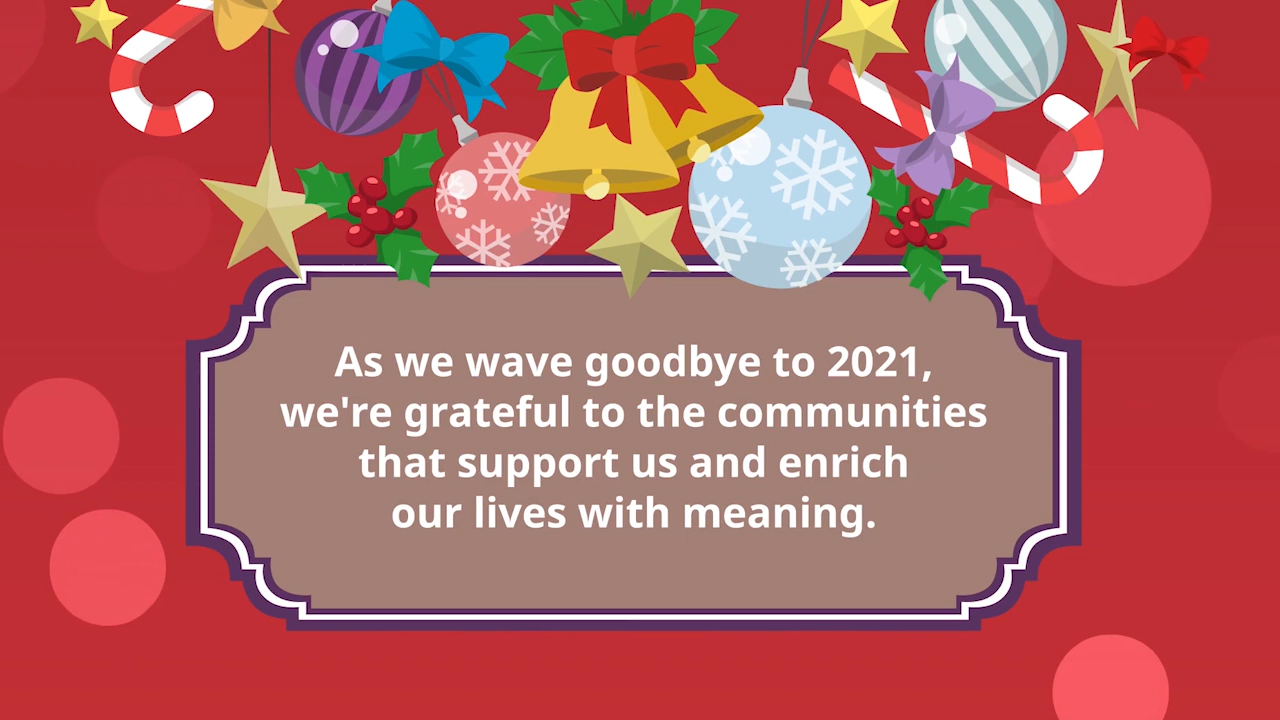 As we wave goodbye to 2021,
we're grateful to the communities
that support us and enrich
our lives with meaning.